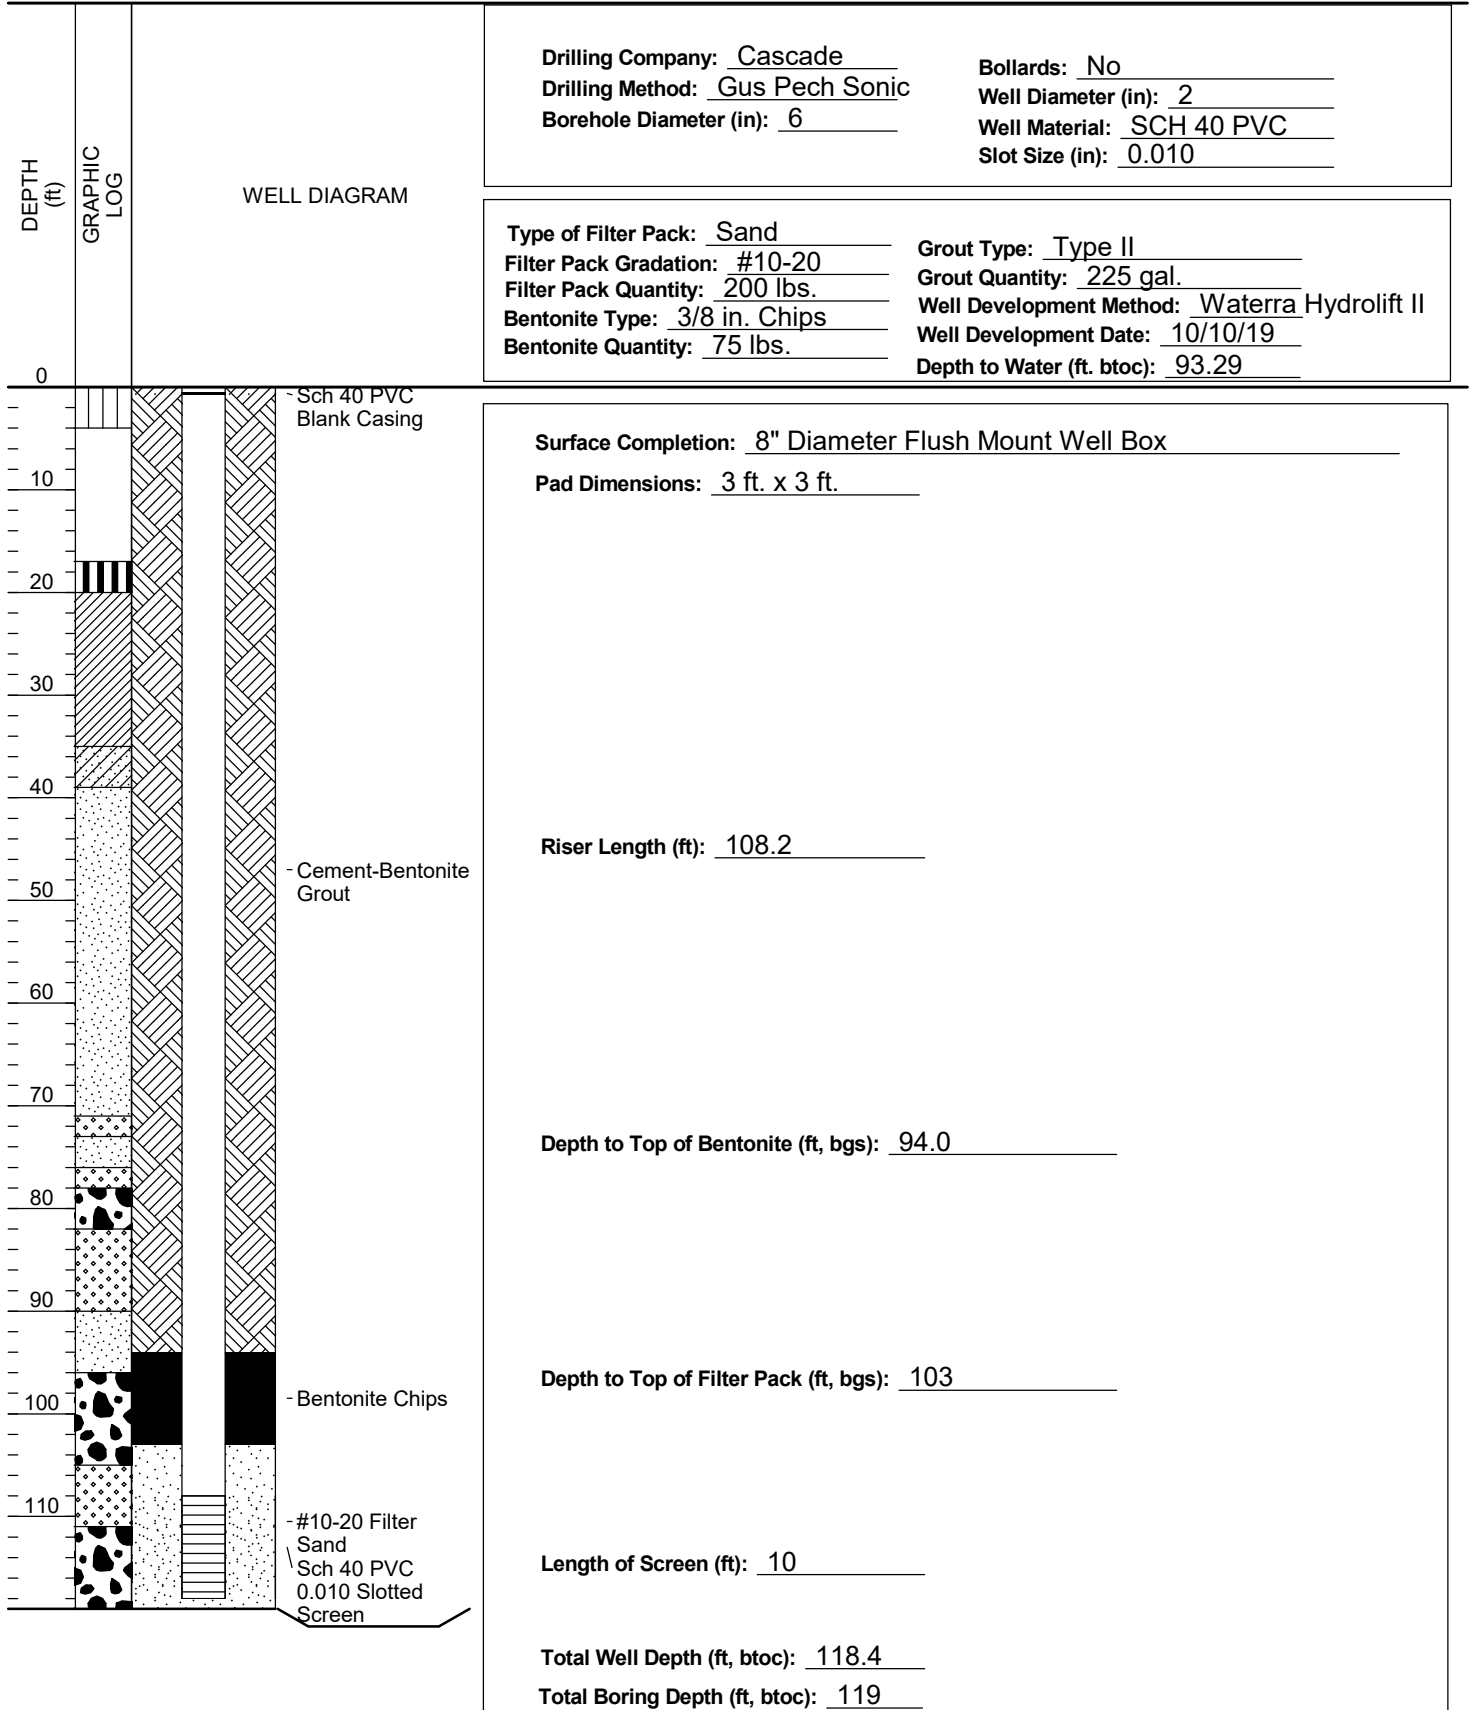 DEPTH
(ft)
GRAPHIC
LOG
WELL DIAGRAM
Drilling Company: Cascade
Drilling Method: Gus Pech Sonic
Borehole Diameter (in): 6
Bollards: No
Well Diameter (in): 2
Well Material: SCH 40 PVC
Slot Size (in): 0.010
Type of Filter Pack: Sand
Filter Pack Gradation: #10-20
Filter Pack Quantity: 200 lbs.
Bentonite Type: 3/8 in. Chips
Bentonite Quantity: 75 lbs.
Grout Type: Type II
Grout Quantity: 225 gal.
Well Development Method: Waterra Hydrolift II
Well Development Date: 10/10/19
Depth to Water (ft. btoc): 93.29
0
10
20
30
40
50
60
70
80
90
100
110
Sch 40 PVC
Blank Casing
Cement-Bentonite
Grout
Bentonite Chips
#10-20 Filter
Sand
Sch 40 PVC
0.010 Slotted
Screen
Surface Completion: 8" Diameter Flush Mount Well Box
Pad Dimensions: 3 ft. x 3 ft.
Riser Length (ft): 108.2
Depth to Top of Bentonite (ft, bgs): 94.0
Depth to Top of Filter Pack (ft, bgs): 103
Length of Screen (ft): 10
Total Well Depth (ft, btoc): 118.4
Total Boring Depth (ft, btoc): 119